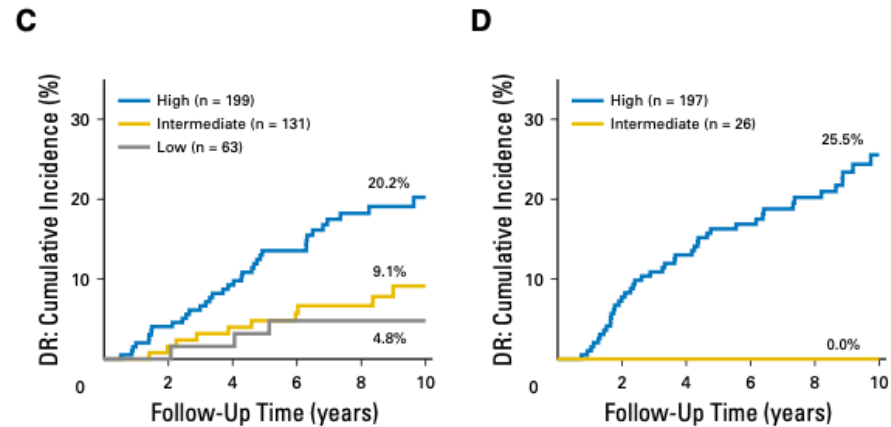 C
DR: Cumulative Incidence (%)
30
20
10
0
High (n = 199)
Intermediate (n = 131)
Low (n = 63)
20.2%
9.1%
4.8%
2 4 6 8 10
Follow-Up Time (years)
D
DR: Cumulative Incidence (%)
30
20
10
0
High (n = 197)
Intermediate (n = 26)
25.5%
0.0%
2 4 6 8 10
Follow-Up Time (years)